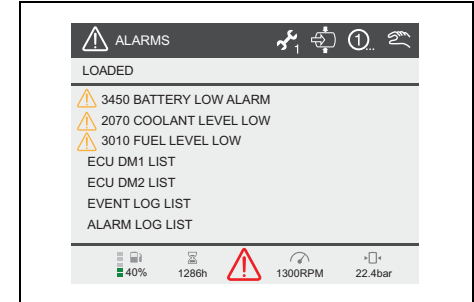 ALARMS 1 1...
LOADED
3450 BATTERY LOW ALARM
2070 COOLANT LEVEL LOW
3010 FUEL LEVEL LOW
ECU DM1 LIST
ECU DM2 LIST
EVENT LOG LIST
ALARM LOG LIST
40% 1286h 1300RPM 22.4bar